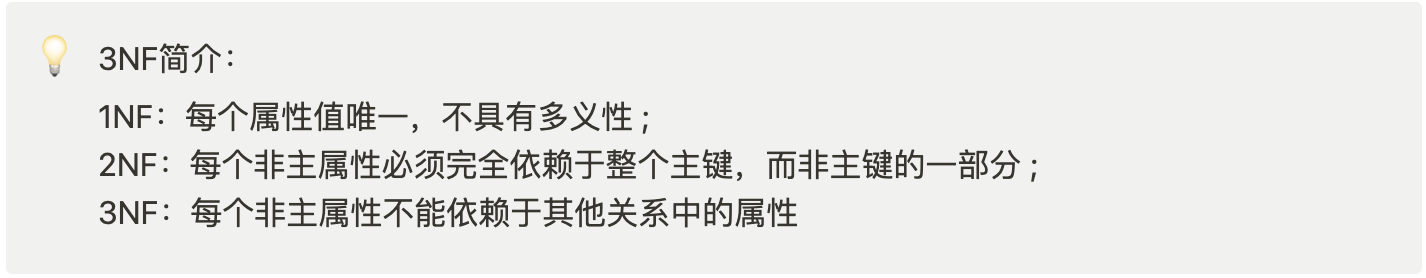 3NF简介：
1NF：每个属性值唯一，不具有多义性 ;
2NF：每个非主属性必须完全依赖于整个主键，而非主键的一部分 ;
3NF：每个非主属性不能依赖于其他关系中的属性